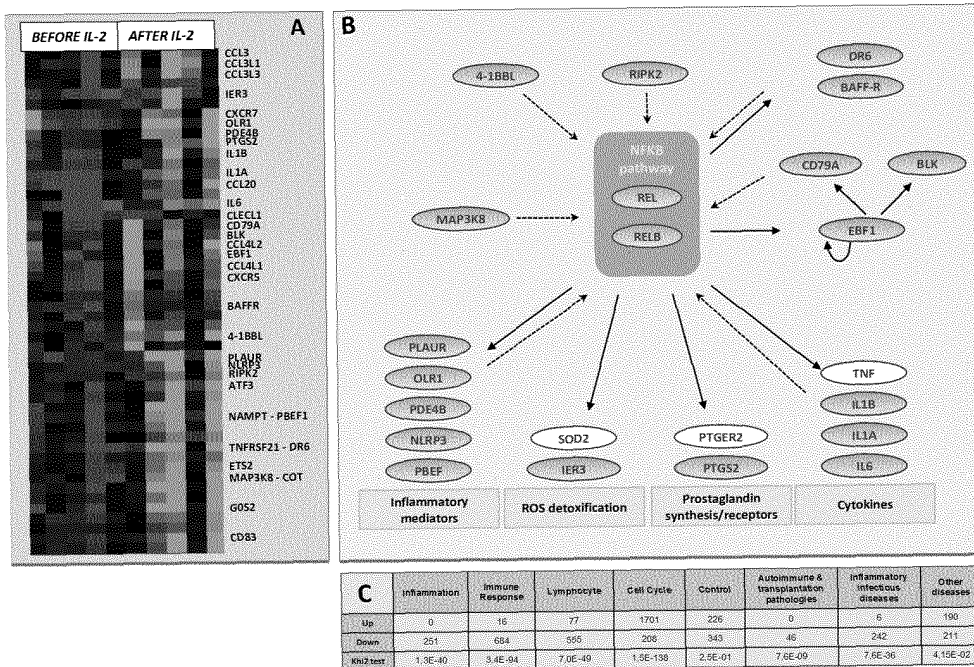 BEFORE IL-2 AFTER IL-2 A
CCL3
CCL3L1
CCL3L3
IER3
CXCR7
OLR1
PDE4B
PTGS2
IL1B
IL1A
CCL20
IL6
CLECL1
CD79A
BLK
CCL4L2
EBF1
CCL4L1
CXCR5
BAFFR
4-1BBL
PLAUR
NLRP3
RIPK2
ATF3
NAMPT - PBEF1
TNFRSF21 - DR6
ETS2
MAP3K8 - COT
G0S2
CD83
B
4-1BBL
RIPK2
DR6
BAFF-R
NFKB
pathway
REL
RELB
MAP3K8
CD79A
BLK
EBF1
PLAUR
OLR1
PDE4B
NLRP3
PBEF
SOD2
IER3
PTGER2
PTGS2
TNF
IL1B
IL1A
IL6
Inflammatory
mediators
ROS detoxification
Prostaglandin
synthesis/receptors
Cytokines
C Inflammation Immune Response Lymphocyte Cell Cycle Control Autoimmune & transplantation pathologies Inflammatory infectious diseases Other diseases
Up 0 16 77 1701 226 0 6 190
Down 251 684 555 208 343 46 242 211
Khi2 test 1,3E-40 3.4E-94 7,0E-49 1,5E-138 2.5E-01 7.6E-09 7.6E-36 4,15E-02